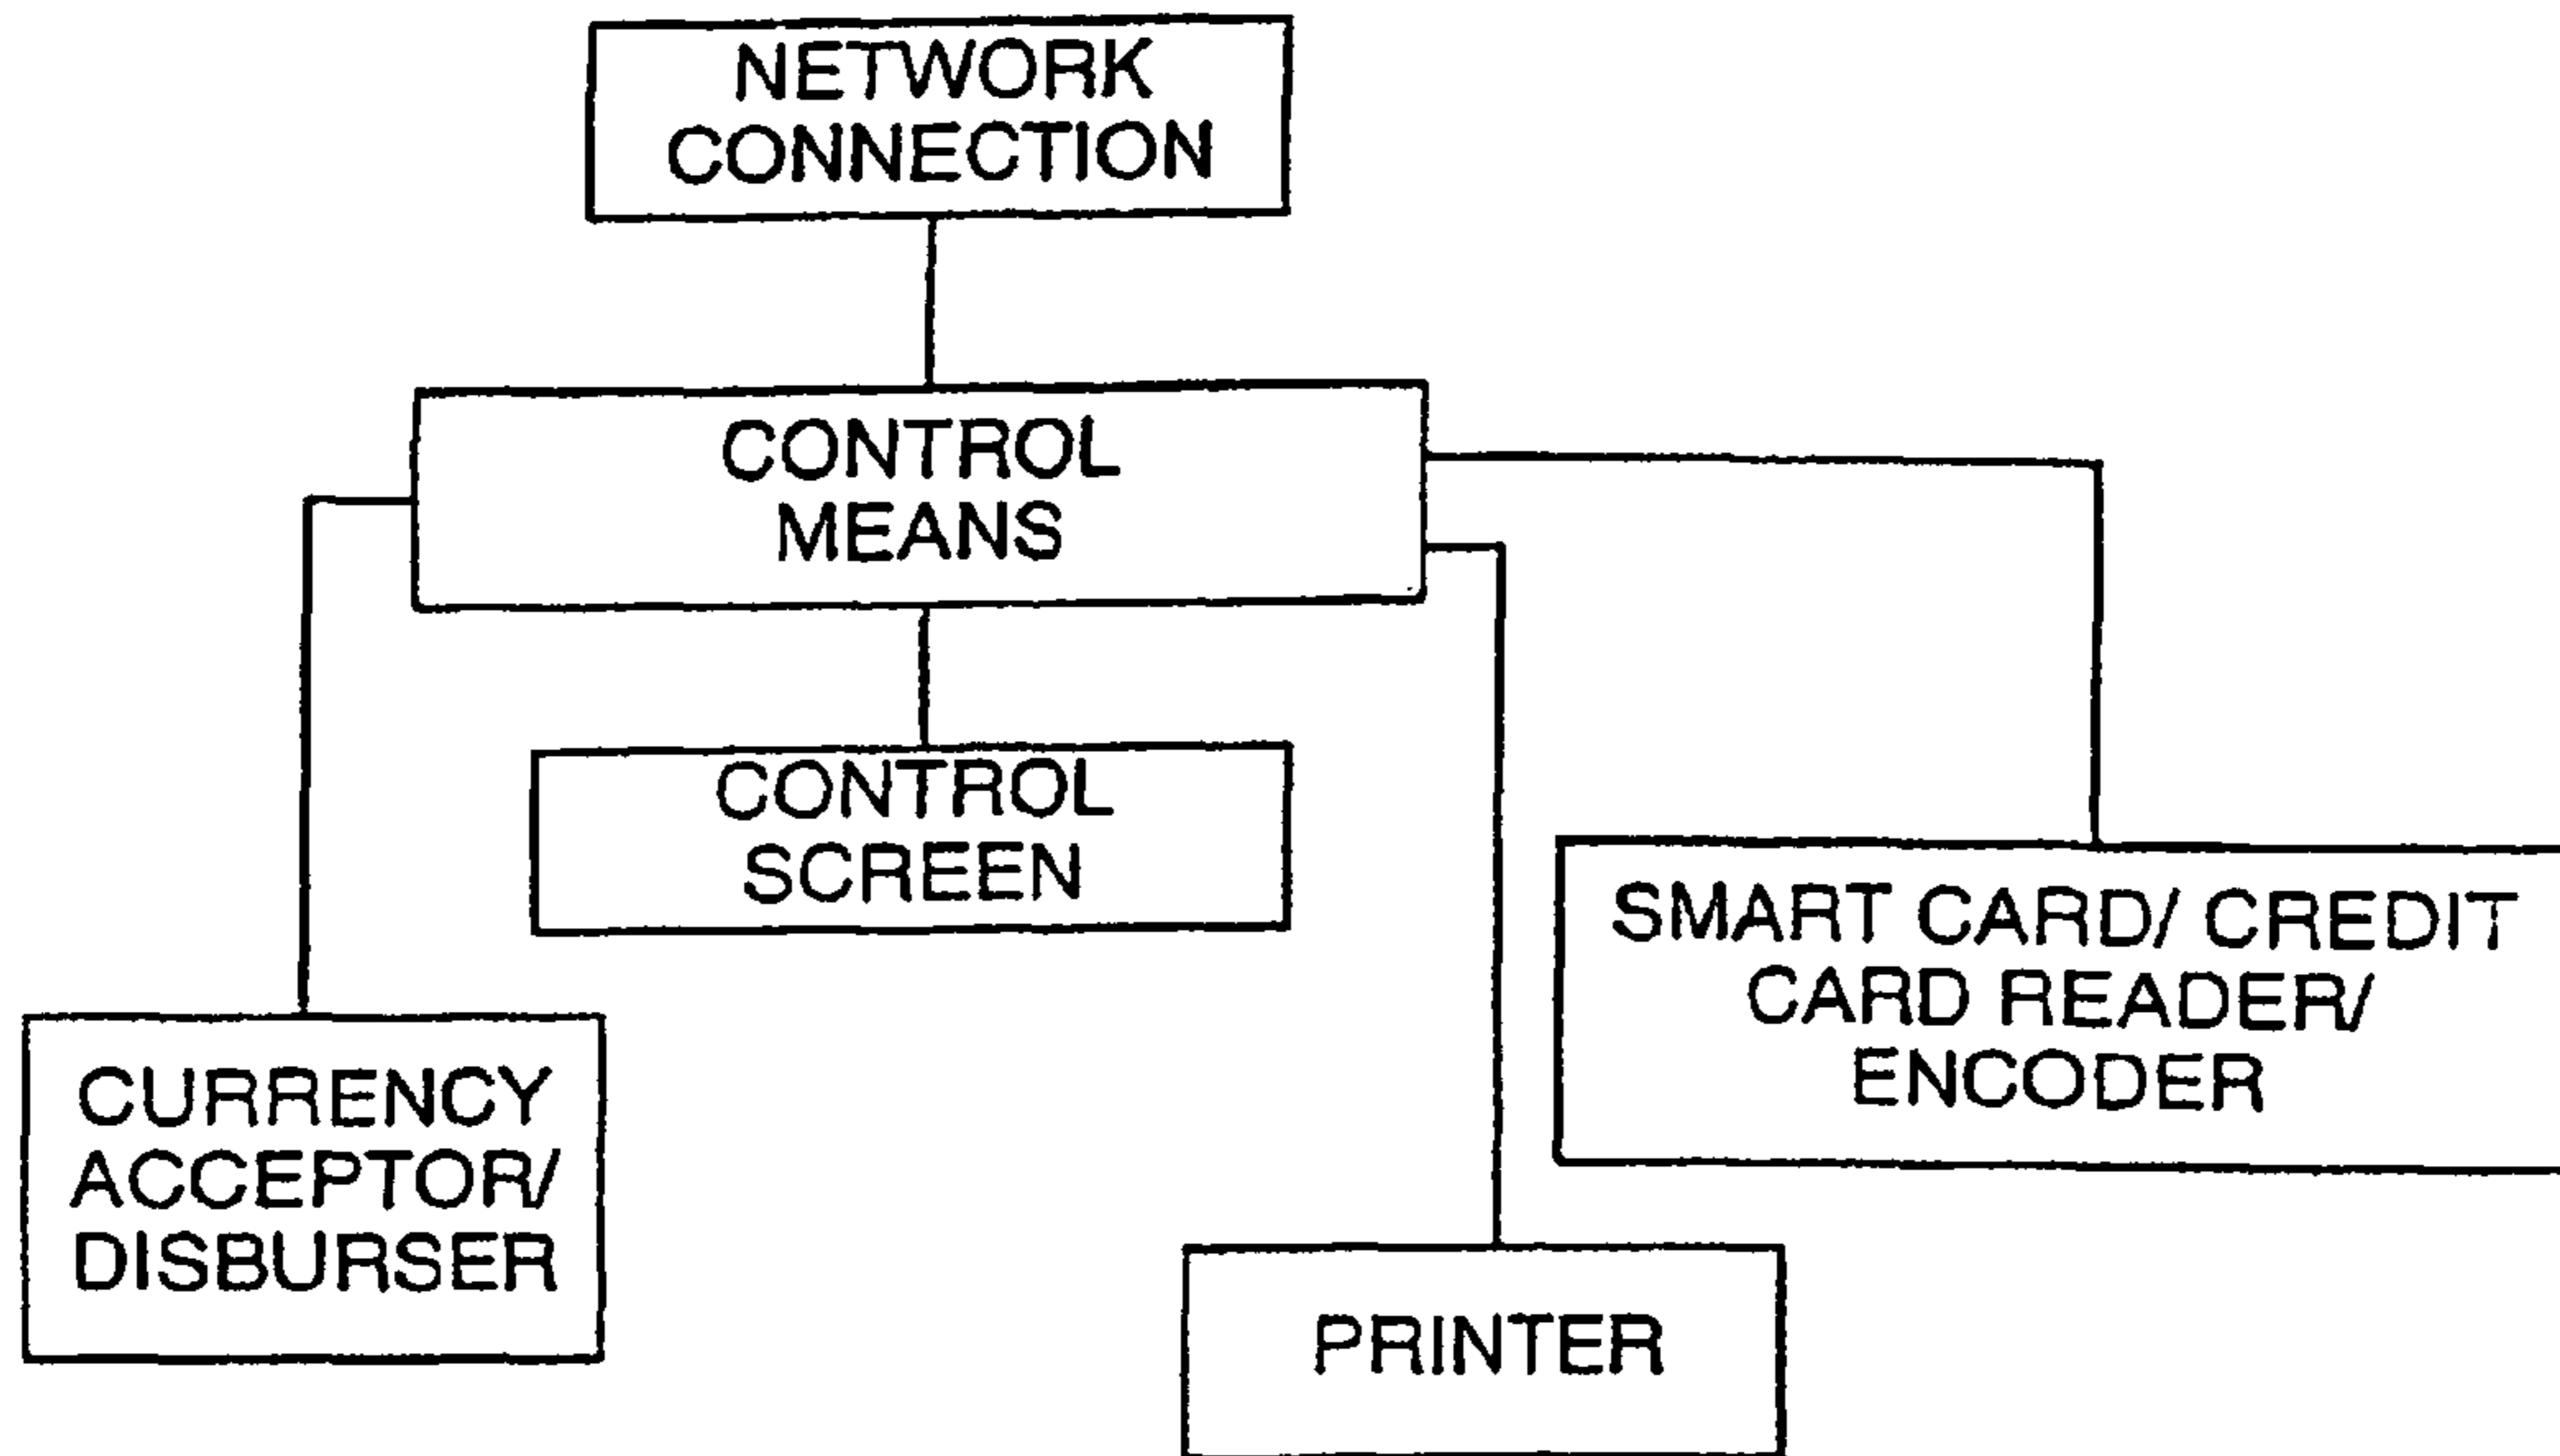 NETWORK
CONNECTION
CONTROL
MEANS
CONTROL
SCREEN
SMART CARD/ CREDIT
CARD READER/
ENCODER
CURRENCY
ACCEPTOR/
DISBURSER
PRINTER